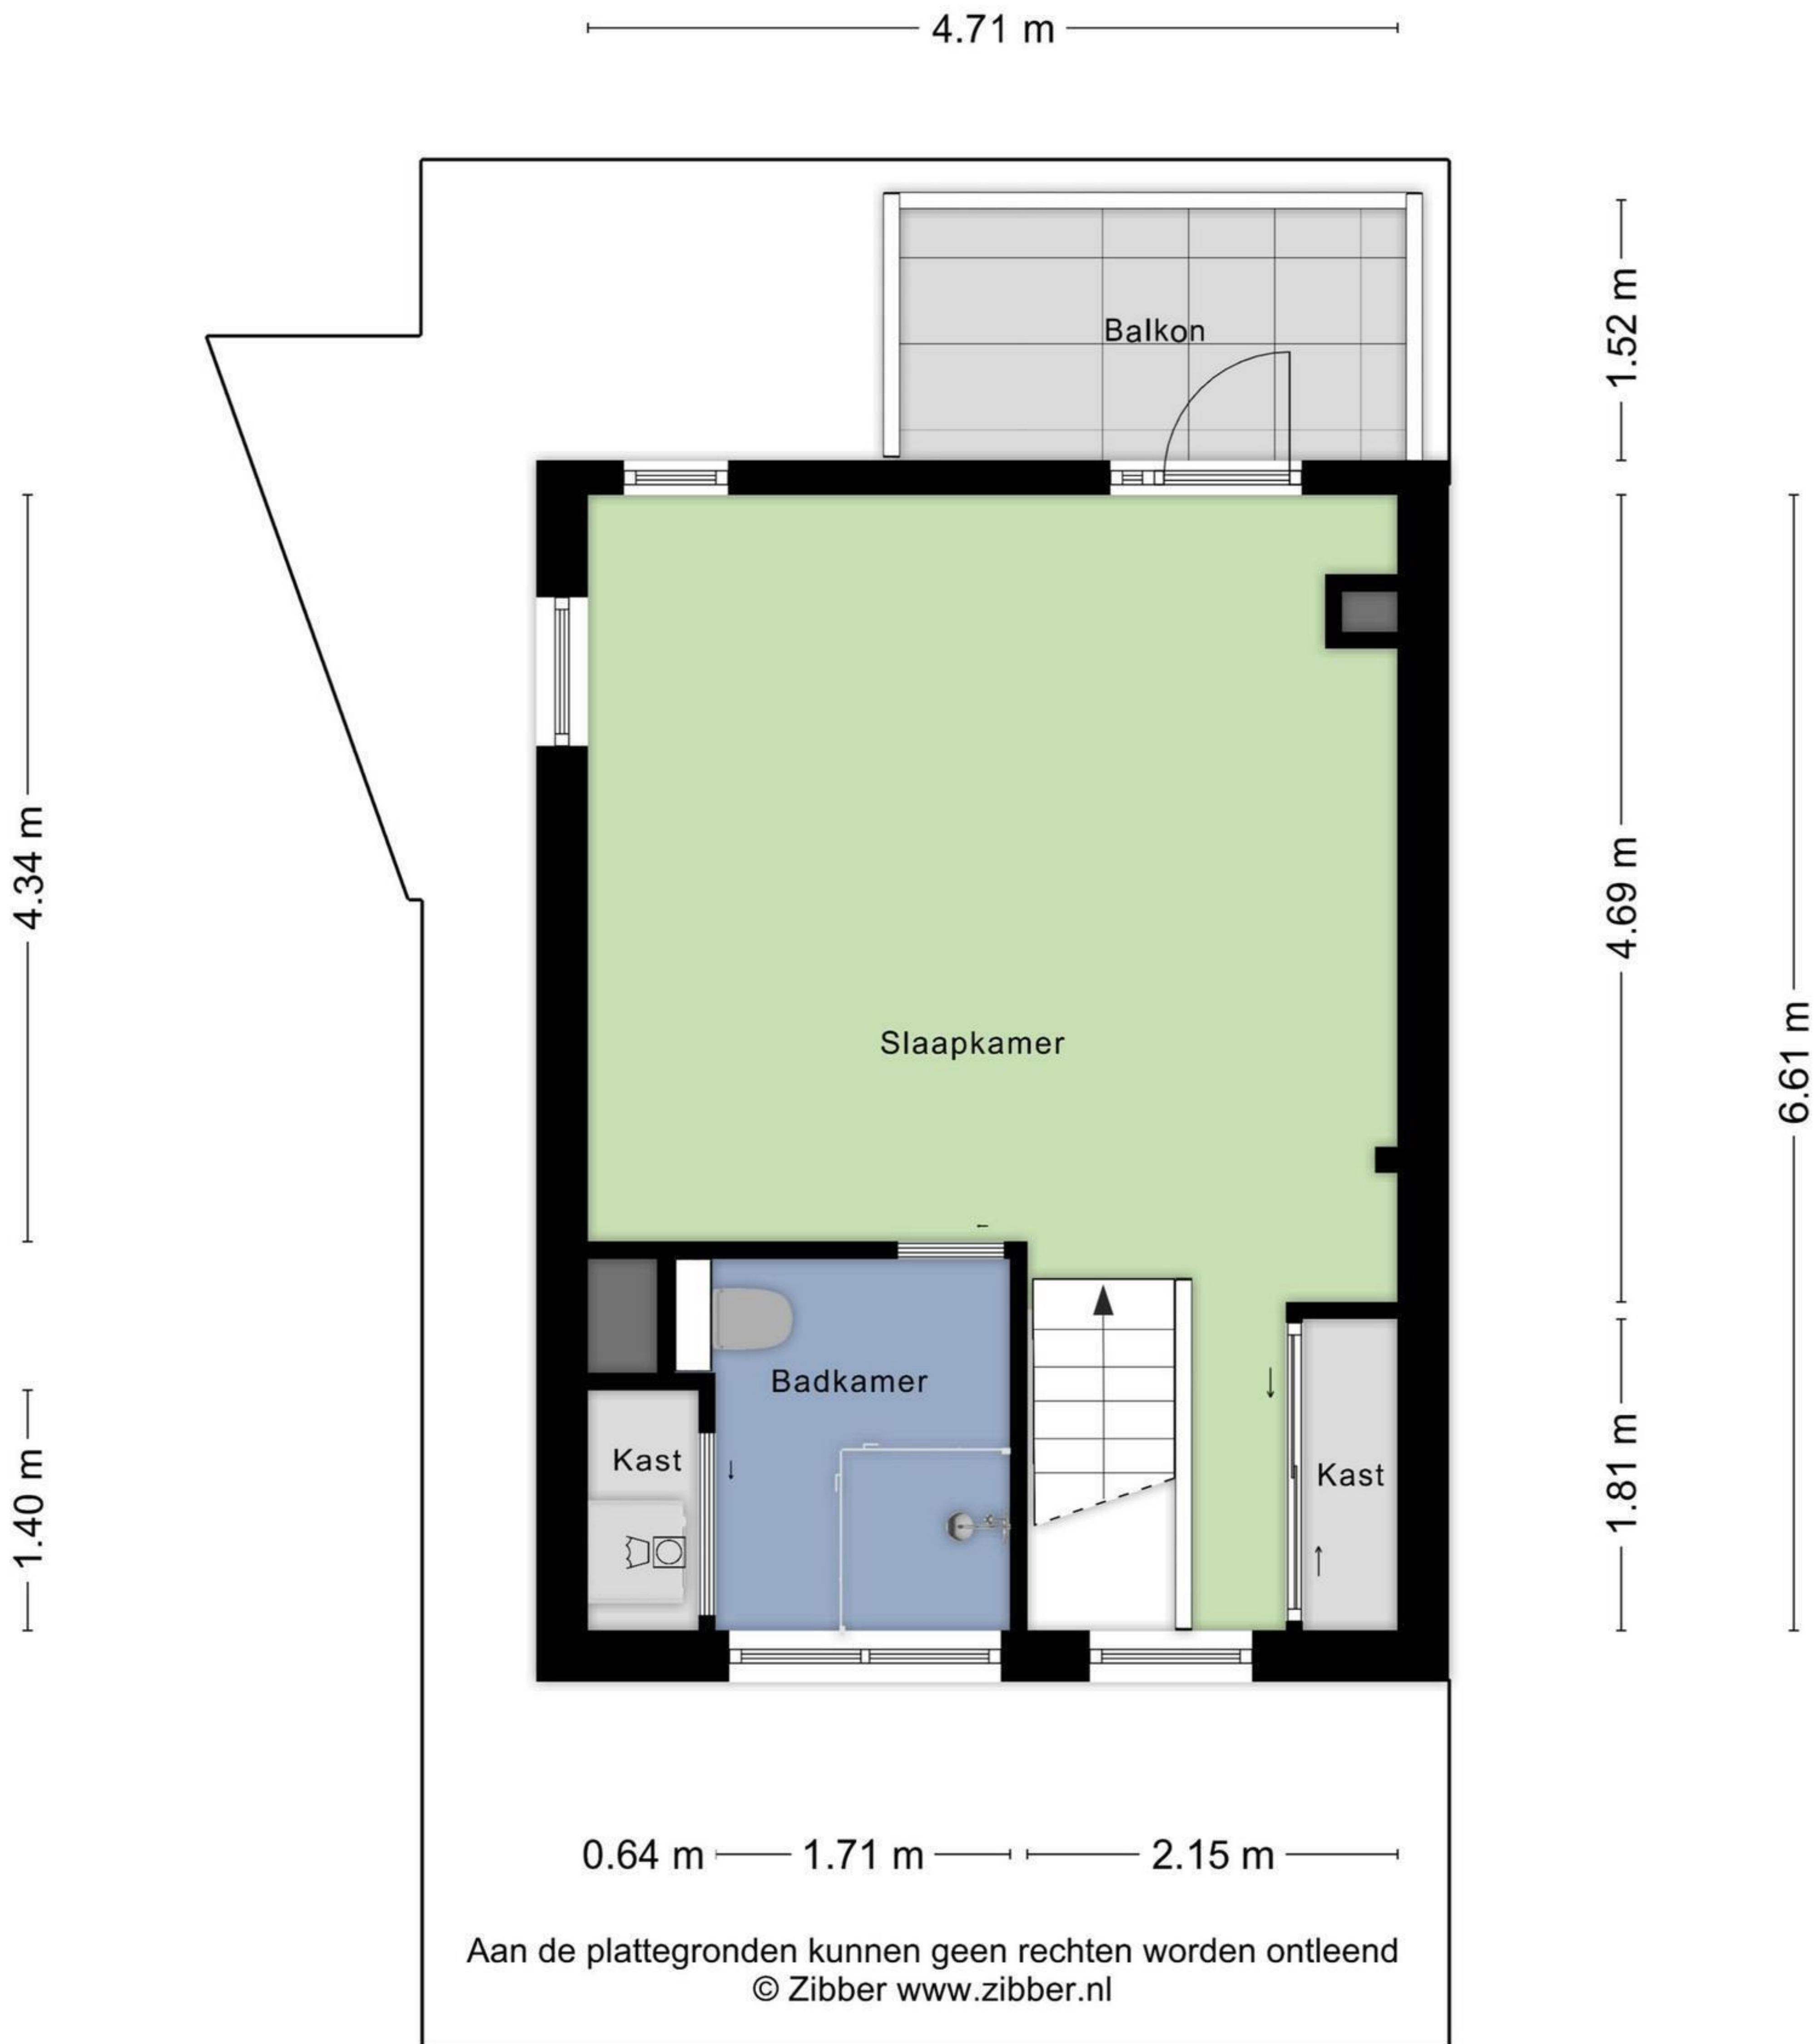 4.71 m
Balkon
1.52 m
4.34 m
4.69 m
6.61 m
Slaapkamer
Badkamer
Kast
Kast
1.40 m
1.81 m
0.64 m
1.71 m
2.15 m
Aan de plattegronden kunnen geen rechten worden ontleend
© Zibber www.zibber.nl